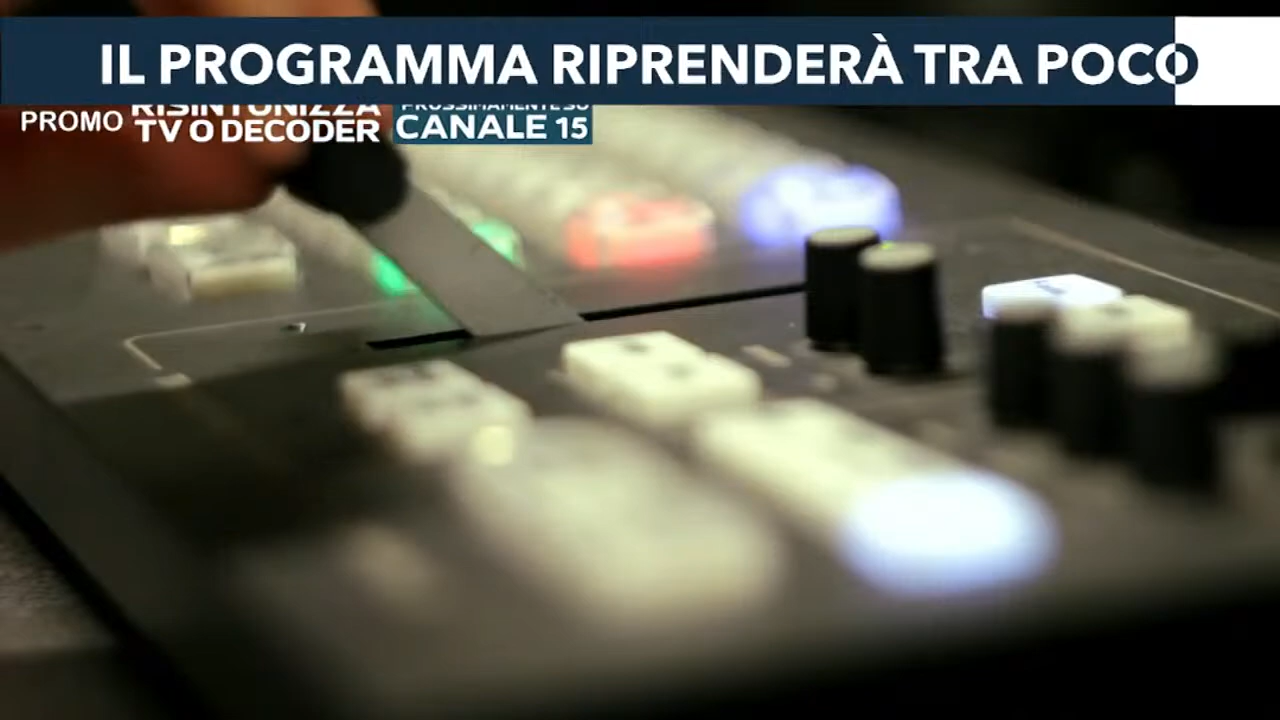 IL PROGRAMMA RIPRENDERÀ TRA POCO
PROMO
RISINTONIZZA
TV O DECODER
PROSSIMAMENTE SU
CANALE 15